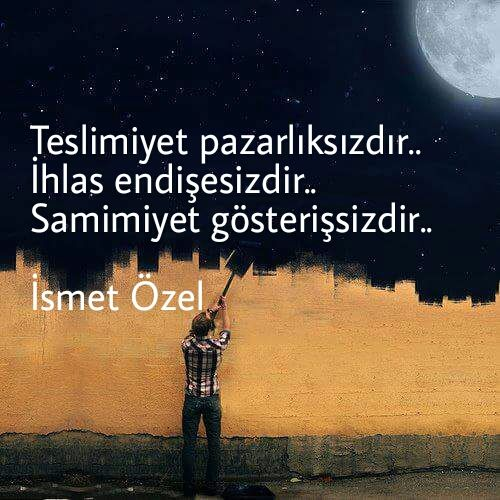 Teslimiyet pazarlıksızdır..
İhlas endişesizdir..
Samimiyet gösterişsizdir..
İsmet Özel